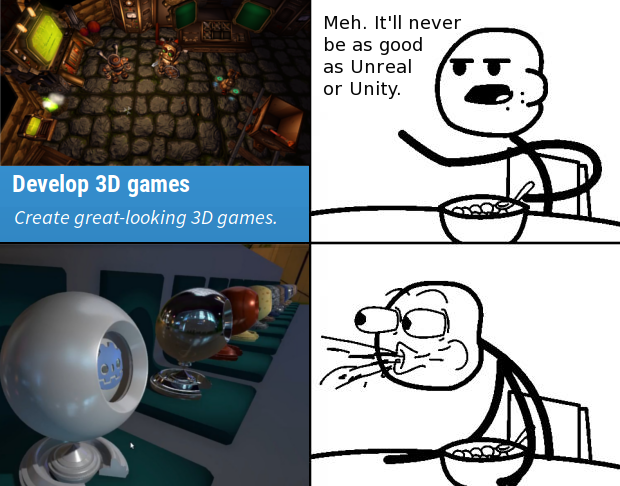 Develop 3D games
Create great-looking 3D games.
Meh. It'll never
be as good
as Unreal
or Unity.